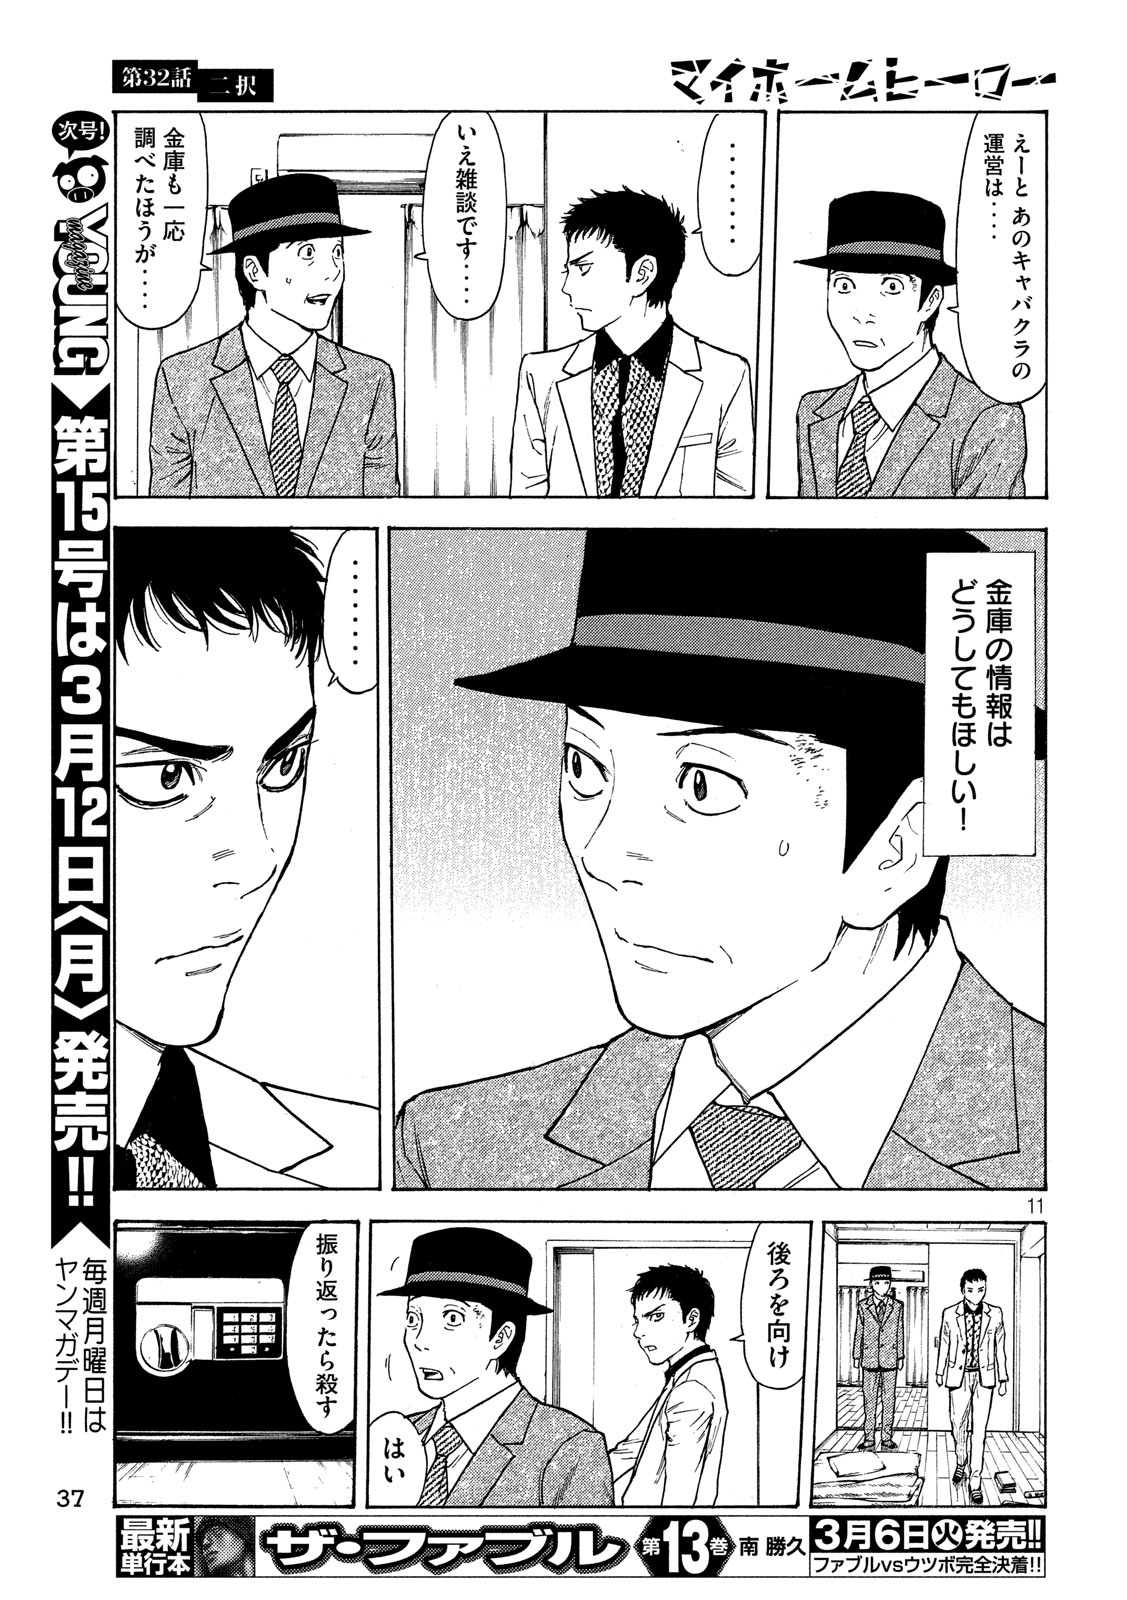 第32話
二択
マイホームヒーロー
えーと あのキャバクラの
運営は‥‥
‥‥‥‥
いえ雑談です‥‥
金庫も一応
調べたほうが‥‥
金庫の情報は
どうしてもほしい！
‥‥‥‥
11
後ろを向け
はい
振り返ったら殺す
次号！
YOUNG
magazine
第15号は3月12日〈月〉発売!!
毎週月曜日は
ヤンマガデー!!
37
最新
単行本
ザ・ファブル
第13巻
南 勝久
3月6日㊋発売!!
ファブルvsウツボ完全決着!!